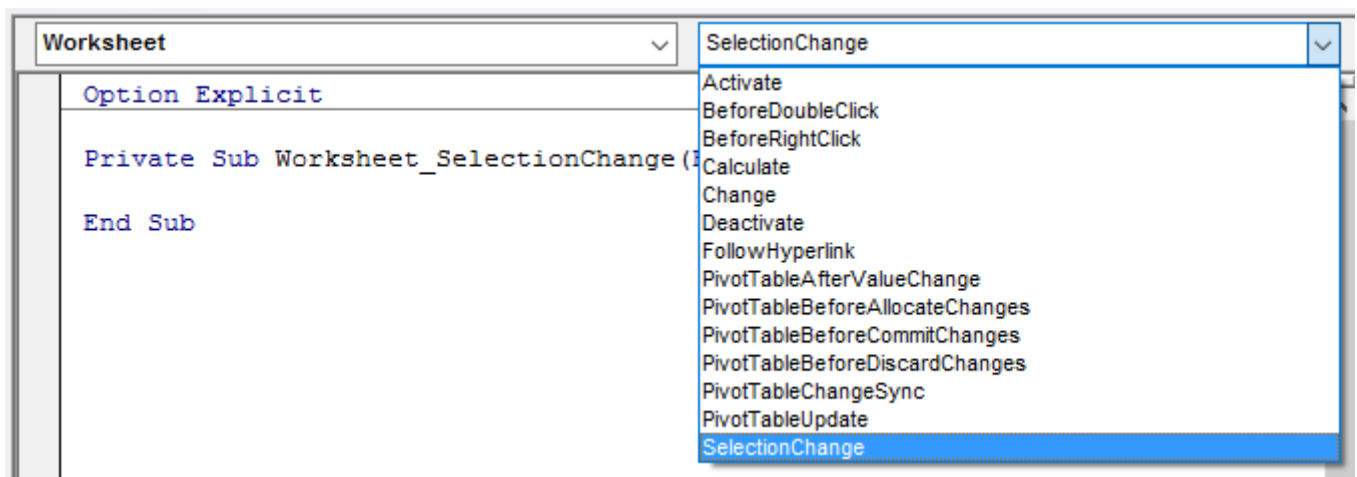 Worksheet
SelectionChange
Option Explicit
Private Sub Worksheet_SelectionChange(
End Sub
Activate
BeforeDoubleClick
BeforeRightClick
Calculate
Change
Deactivate
FollowHyperlink
PivotTableAfterValueChange
PivotTableBeforeAllocateChanges
PivotTableBeforeCommitChanges
PivotTableBeforeDiscardChanges
PivotTableChangeSync
PivotTableUpdate
SelectionChange